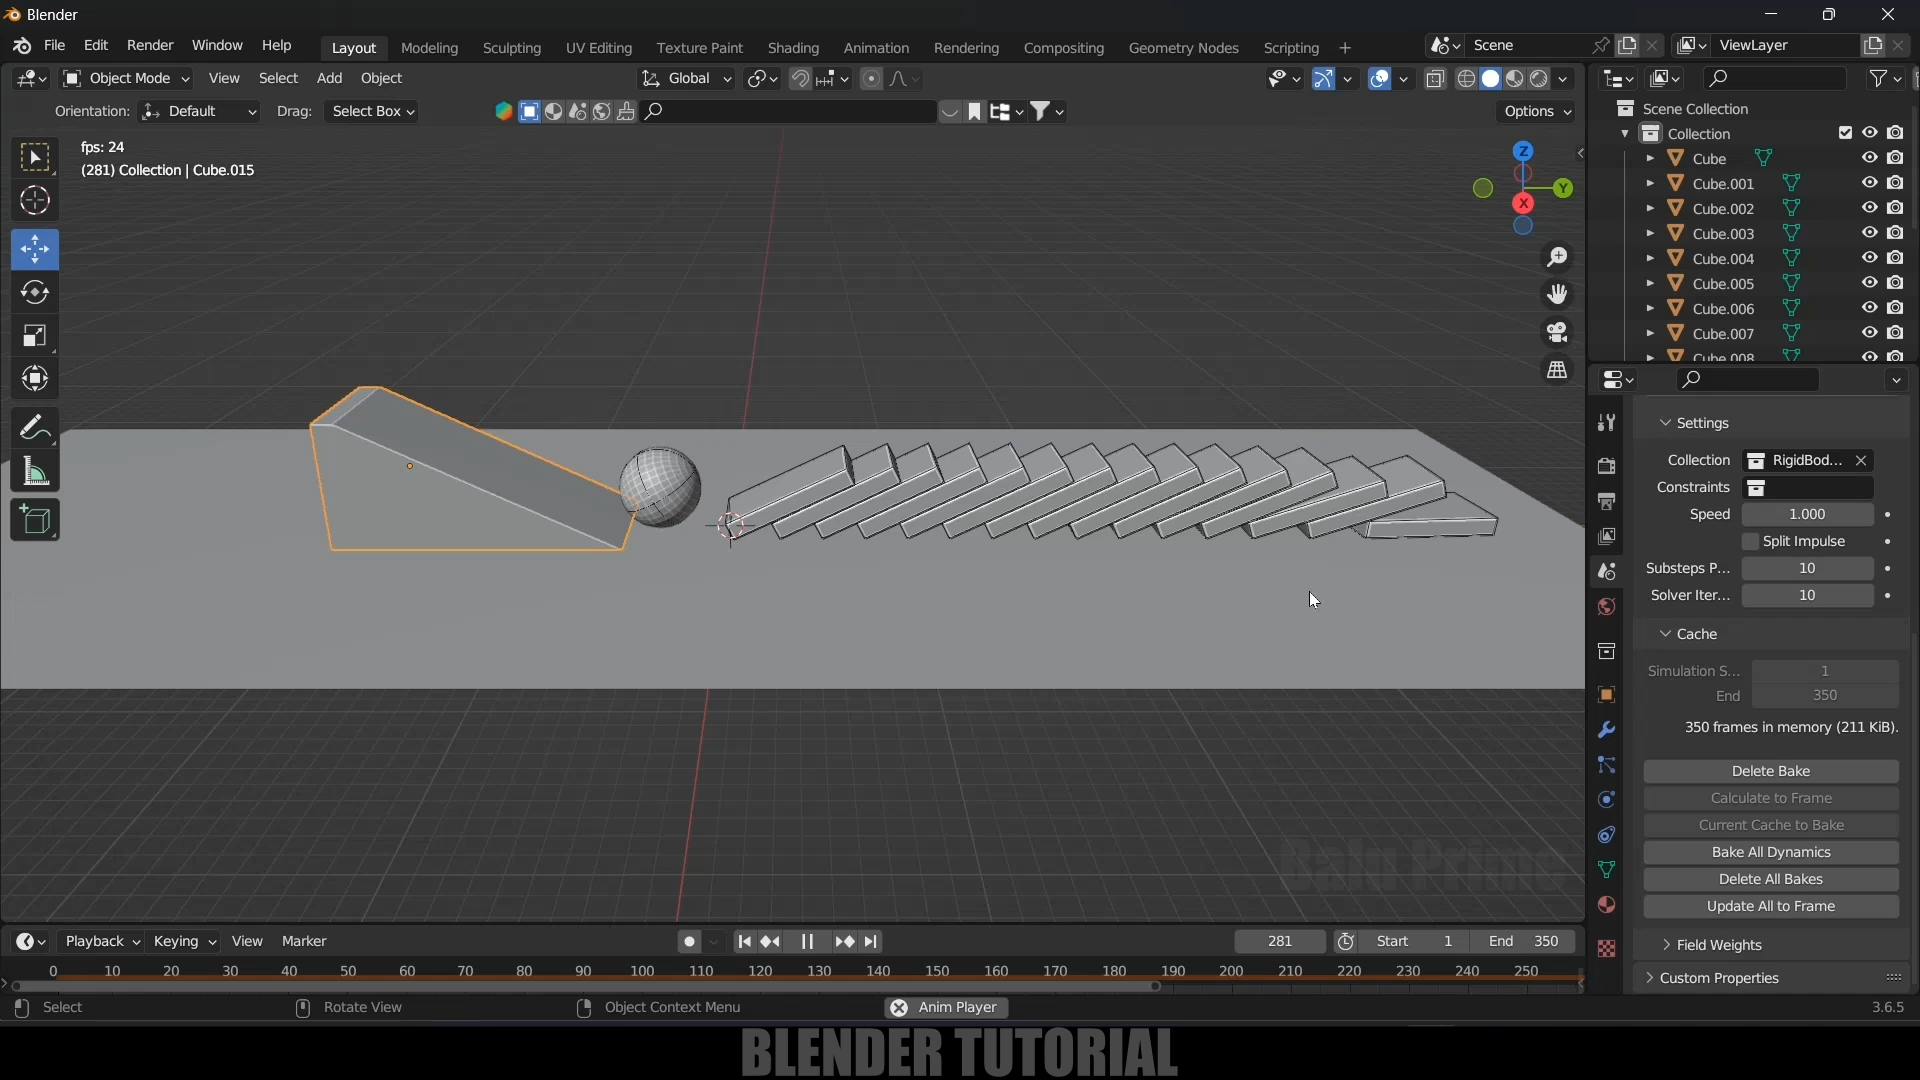 Blender
File Edit Render Window Help Layout Modeling Sculpting UV Editing Texture Paint Shading Animation Rendering Compositing Geometry Nodes Scripting + Scene ViewLayer
Object Mode View Select Add Object Global
Orientation: Default Drag: Select Box Options
fps: 24
(281) Collection | Cube.015
Z
Y
X
Scene Collection
Collection
Cube
Cube.001
Cube.002
Cube.003
Cube.004
Cube.005
Cube.006
Cube.007
Cube.008
Settings
Collection RigidBod...
Constraints
Speed 1.000
Split Impulse
Substeps P... 10
Solver Iter... 10
Cache
Simulation S... 1
End 350
350 frames in memory (211 KiB).
Delete Bake
Calculate to Frame
Current Cache to Bake
Bake All Dynamics
Delete All Bakes
Update All to Frame
Field Weights
Custom Properties
Balu Prime
Playback Keying View Marker 281 Start 1 End 350
0 10 20 30 40 50 60 70 80 90 100 110 120 130 140 150 160 170 180 190 200 210 220 230 240 250
Select Rotate View Object Context Menu Anim Player 3.6.5
BLENDER TUTORIAL